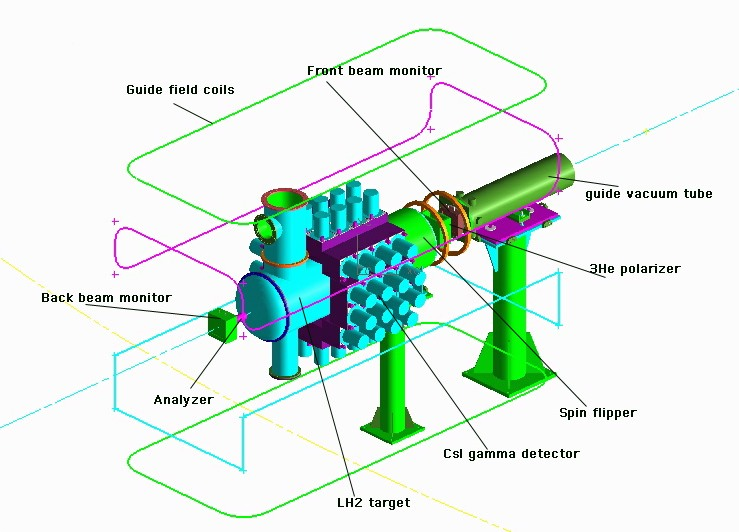 Front beam monitor
Guide field coils
guide vacuum tube
3He polarizer
Back beam monitor
Analyzer
Spin flipper
CsI gamma detector
LH2 target